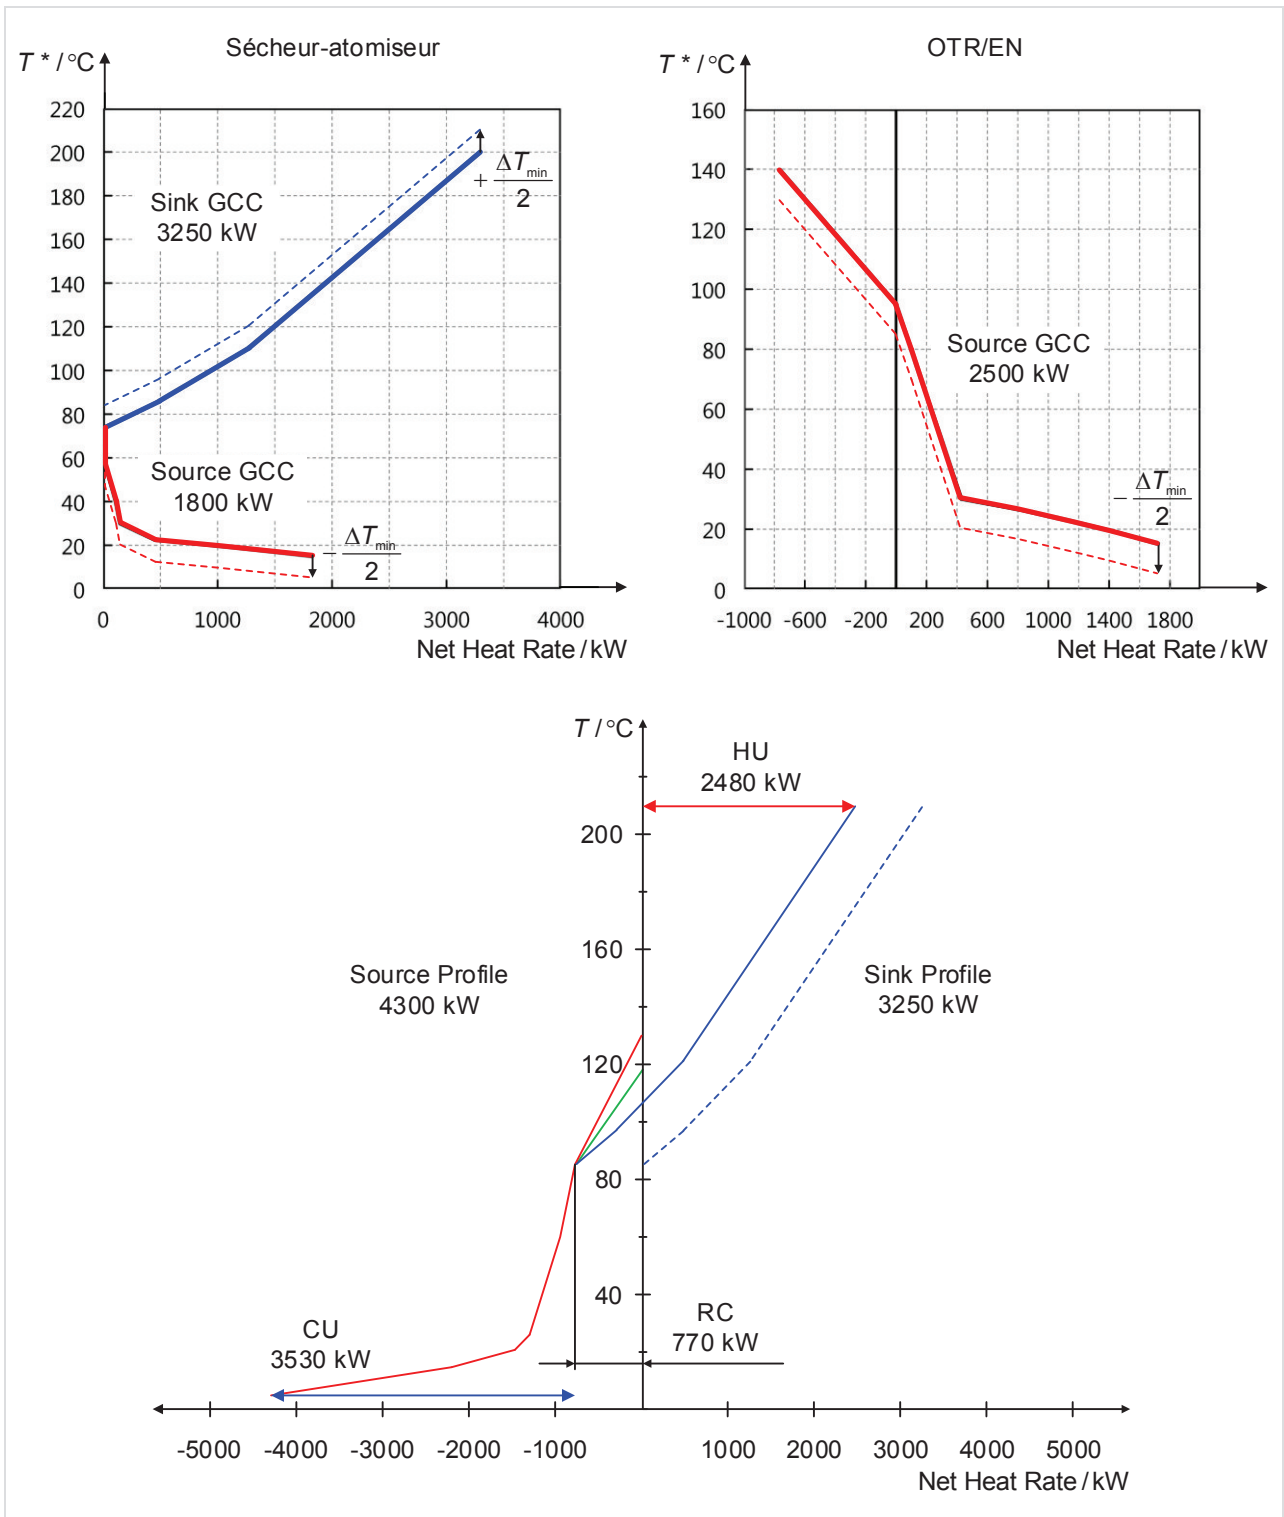 Sécheur-atomiseur
T * / °C
220
200
180
160
140
120
100
80
60
40
20
0
+ ΔTmin
2
Sink GCC
3250 kW
Source GCC
1800 kW
− ΔTmin
2
0 1000 2000 3000 4000
Net Heat Rate / kW
OTR/EN
T * / °C
160
140
120
100
80
60
40
20
0
Source GCC
2500 kW
− ΔTmin
2
-1000 -600 -200 200 600 1000 1400 1800
Net Heat Rate / kW
T / °C
HU
2480 kW
200
160
120
80
40
Source Profile
4300 kW
Sink Profile
3250 kW
CU
3530 kW
RC
770 kW
-5000 -4000 -3000 -2000 -1000 1000 2000 3000 4000 5000
Net Heat Rate / kW